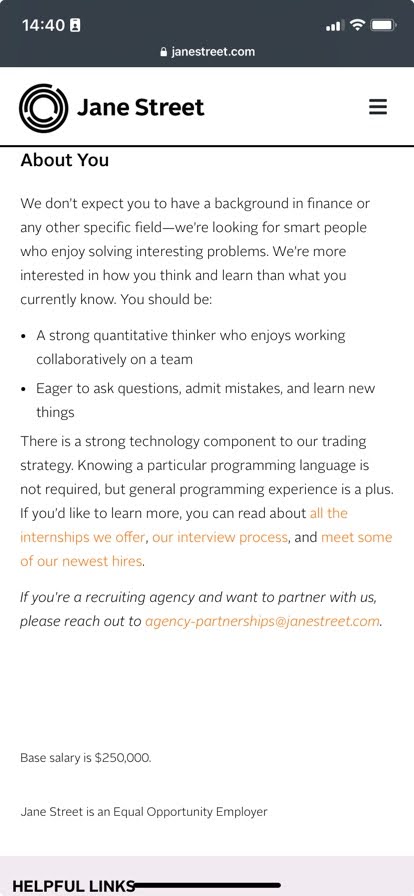 14:40
janestreet.com
Jane Street
About You
We don't expect you to have a background in finance or
any other specific field—we're looking for smart people
who enjoy solving interesting problems. We're more
interested in how you think and learn than what you
currently know. You should be:
• A strong quantitative thinker who enjoys working
collaboratively on a team
• Eager to ask questions, admit mistakes, and learn new
things
There is a strong technology component to our trading
strategy. Knowing a particular programming language is
not required, but general programming experience is a plus.
If you'd like to learn more, you can read about all the
internships we offer, our interview process, and meet some
of our newest hires.
If you're a recruiting agency and want to partner with us,
please reach out to agency-partnerships@janestreet.com.
Base salary is $250,000.
Jane Street is an Equal Opportunity Employer
HELPFUL LINKS